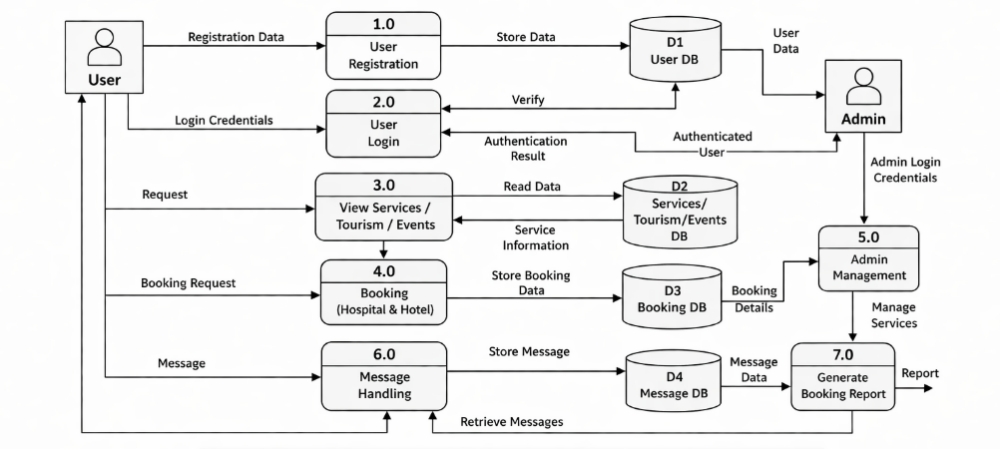 User
Registration Data
1.0
User
Registration
Store Data
D1
User DB
User
Data
Admin
Login Credentials
2.0
User
Login
Verify
Authentication
Result
Authenticated
User
Admin Login
Credentials
Request
3.0
View Services /
Tourism / Events
Read Data
Service
Information
D2
Services/
Tourism/Events
DB
5.0
Admin
Management
Booking Request
4.0
Booking
(Hospital & Hotel)
Store Booking
Data
D3
Booking DB
Booking
Details
Manage
Services
Message
6.0
Message
Handling
Store Message
D4
Message DB
Message
Data
7.0
Generate
Booking Report
Report
Retrieve Messages